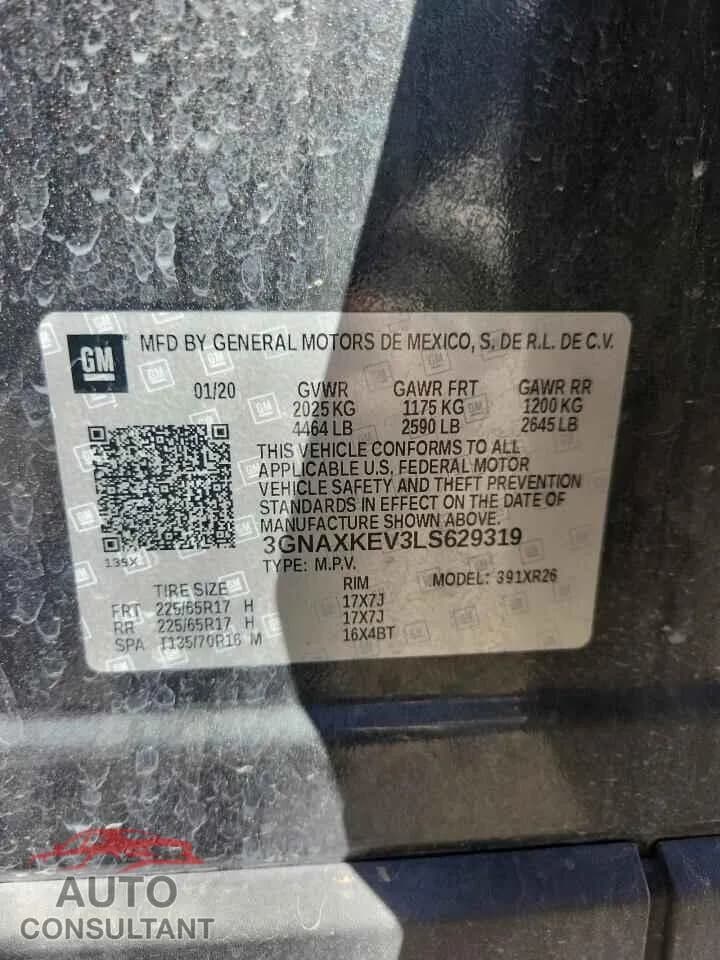 GM
MFD BY GENERAL MOTORS DE MEXICO, S. DE R.L. DE C.V.
01/20 GVWR GAWR FRT GAWR RR
2025 KG 1175 KG 1200 KG
4464 LB 2590 LB 2645 LB
THIS VEHICLE CONFORMS TO ALL
APPLICABLE U.S. FEDERAL MOTOR
VEHICLE SAFETY AND THEFT PREVENTION
STANDARDS IN EFFECT ON THE DATE OF
MANUFACTURE SHOWN ABOVE.
3GNAXKEV3LS629319
139X
TYPE: M.P.V. MODEL: 391XR26
TIRE SIZE RIM
FRT 225/65R17 H 17X7J
RR 225/65R17 H 17X7J
SPA T135/70R16 M 16X4BT
AUTO
CONSULTANT